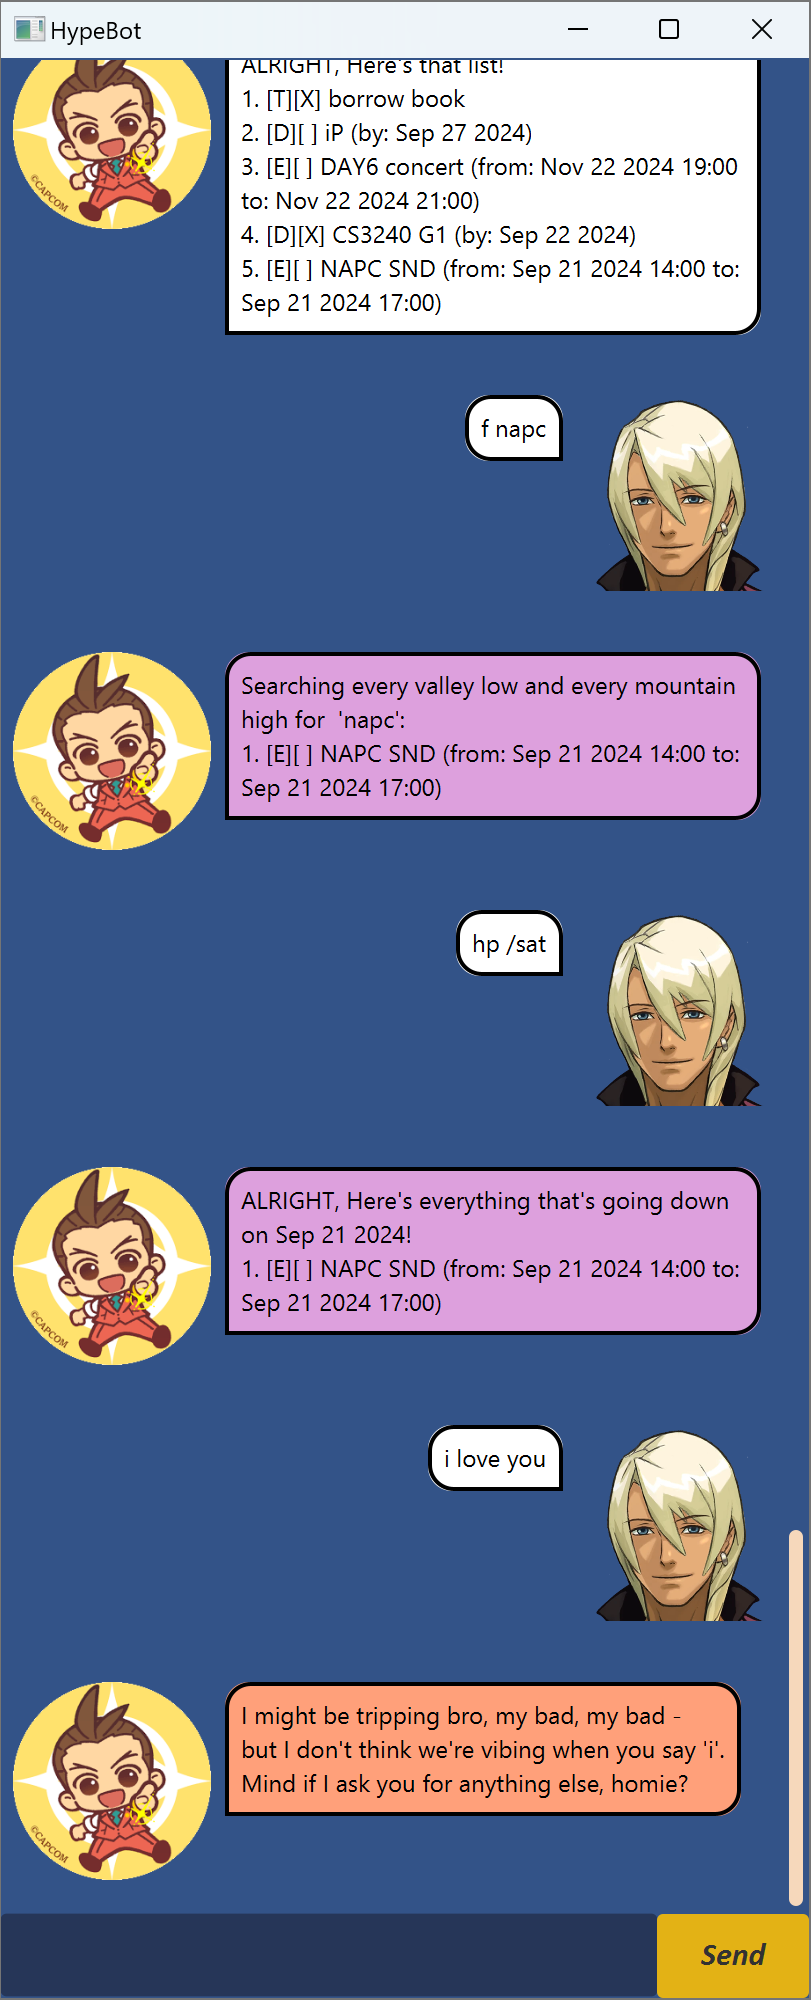 HypeBot
ALRIGHT, Here's that list!
1. [T][X] borrow book
2. [D][ ] iP (by: Sep 27 2024)
3. [E][ ] DAY6 concert (from: Nov 22 2024 19:00
to: Nov 22 2024 21:00)
4. [D][X] CS3240 G1 (by: Sep 22 2024)
5. [E][ ] NAPC SND (from: Sep 21 2024 14:00 to:
Sep 21 2024 17:00)
©CAPCOM
f napc
Searching every valley low and every mountain
high for  'napc':
1. [E][ ] NAPC SND (from: Sep 21 2024 14:00 to:
Sep 21 2024 17:00)
©CAPCOM
hp /sat
ALRIGHT, Here's everything that's going down
on Sep 21 2024!
1. [E][ ] NAPC SND (from: Sep 21 2024 14:00 to:
Sep 21 2024 17:00)
©CAPCOM
i love you
I might be tripping bro, my bad, my bad -
but I don't think we're vibing when you say 'i'.
Mind if I ask you for anything else, homie?
©CAPCOM
Send